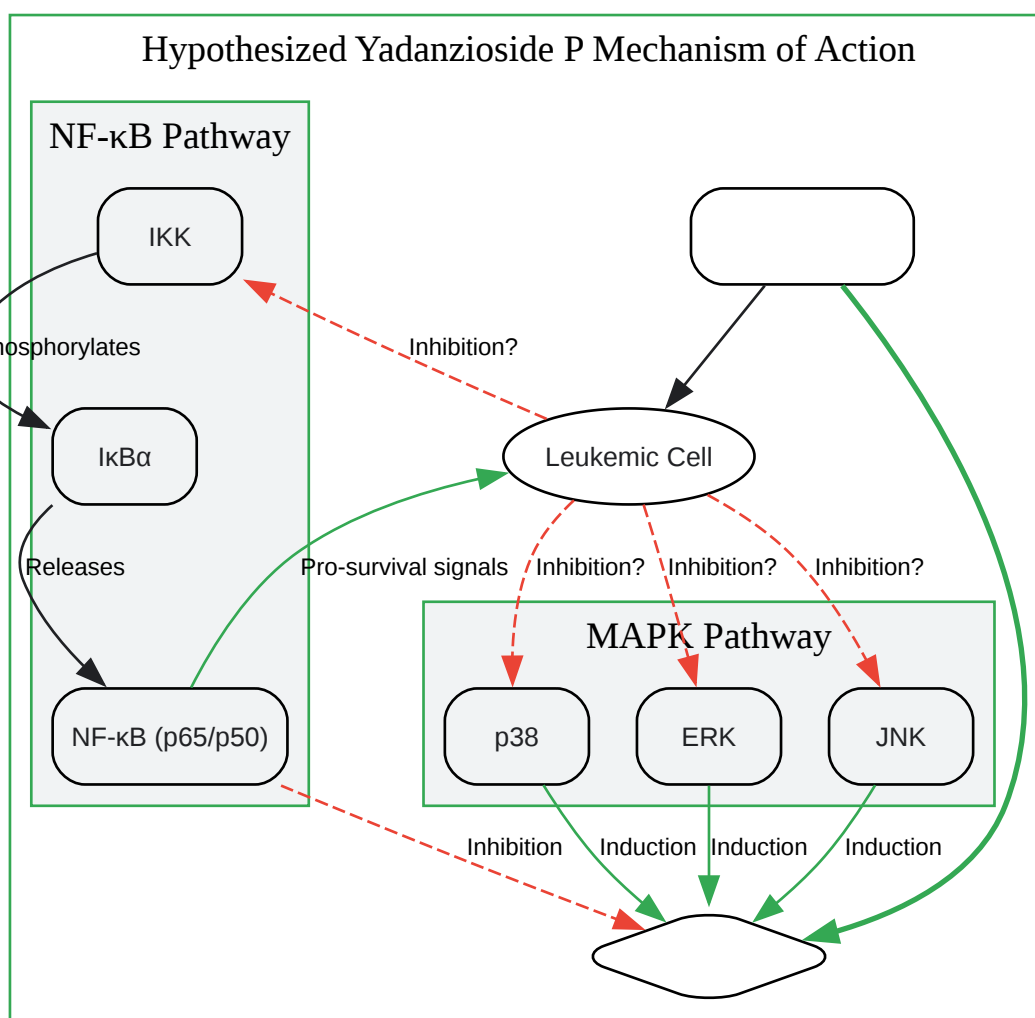 Hypothesized Yadanzioside P Mechanism of Action
NF-κB Pathway
IKK
hosphorylates
Inhibition?
IκBα
Leukemic Cell
Releases
Pro-survival signals
Inhibition?
Inhibition?
Inhibition?
MAPK Pathway
NF-κB (p65/p50)
p38
ERK
JNK
Inhibition
Induction
Induction
Induction